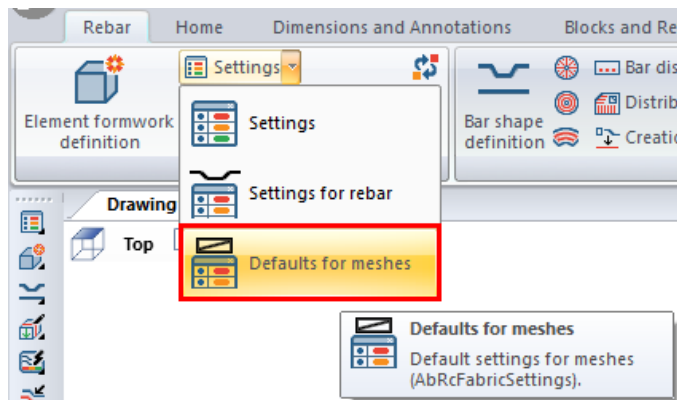 Rebar Home Dimensions and Annotations Blocks and Re
Settings Bar dis
Element formwork definition
Settings
Distrib
Bar shape definition
Creatio
Settings for rebar
Drawing
Top
Defaults for meshes
Defaults for meshes
Default settings for meshes
(AbRcFabricSettings).